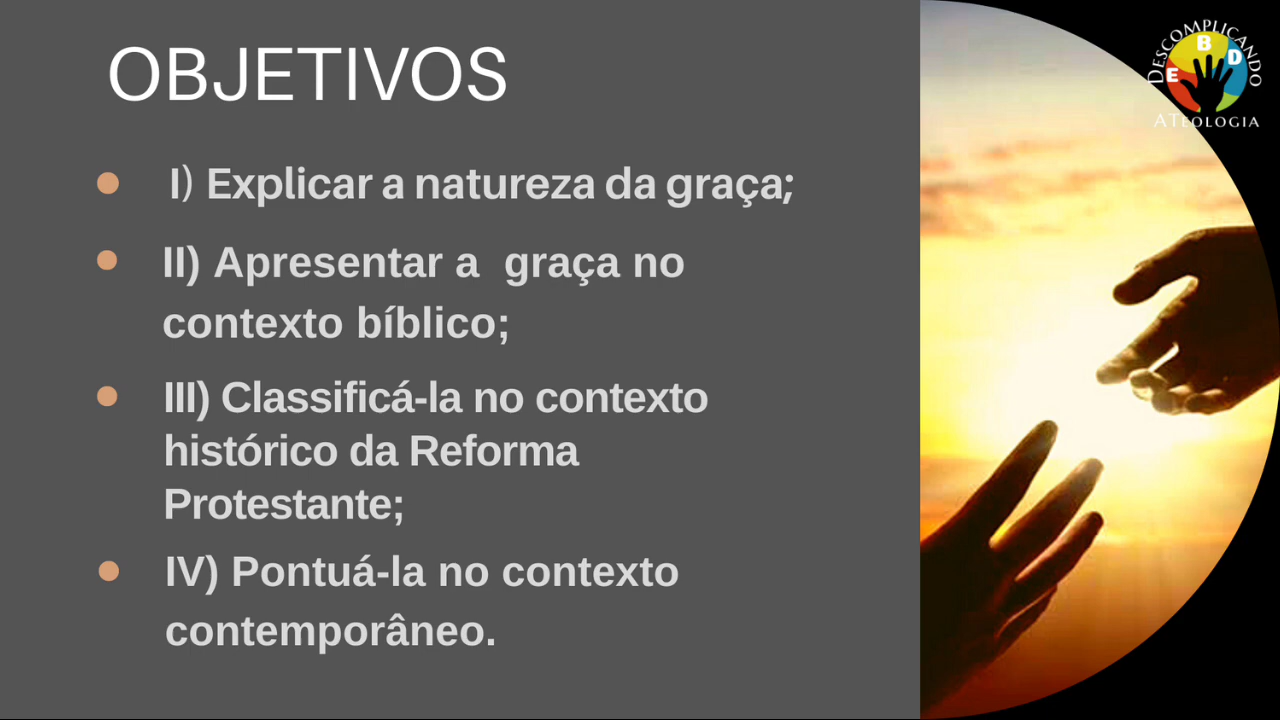 OBJETIVOS
I) Explicar a natureza da graça;
II) Apresentar a graça no
contexto bíblico;
III) Classificá-la no contexto
histórico da Reforma
Protestante;
IV) Pontuá-la no contexto
contemporâneo.
DESCOMPLICANDO
EBD
ATEOLOGIA